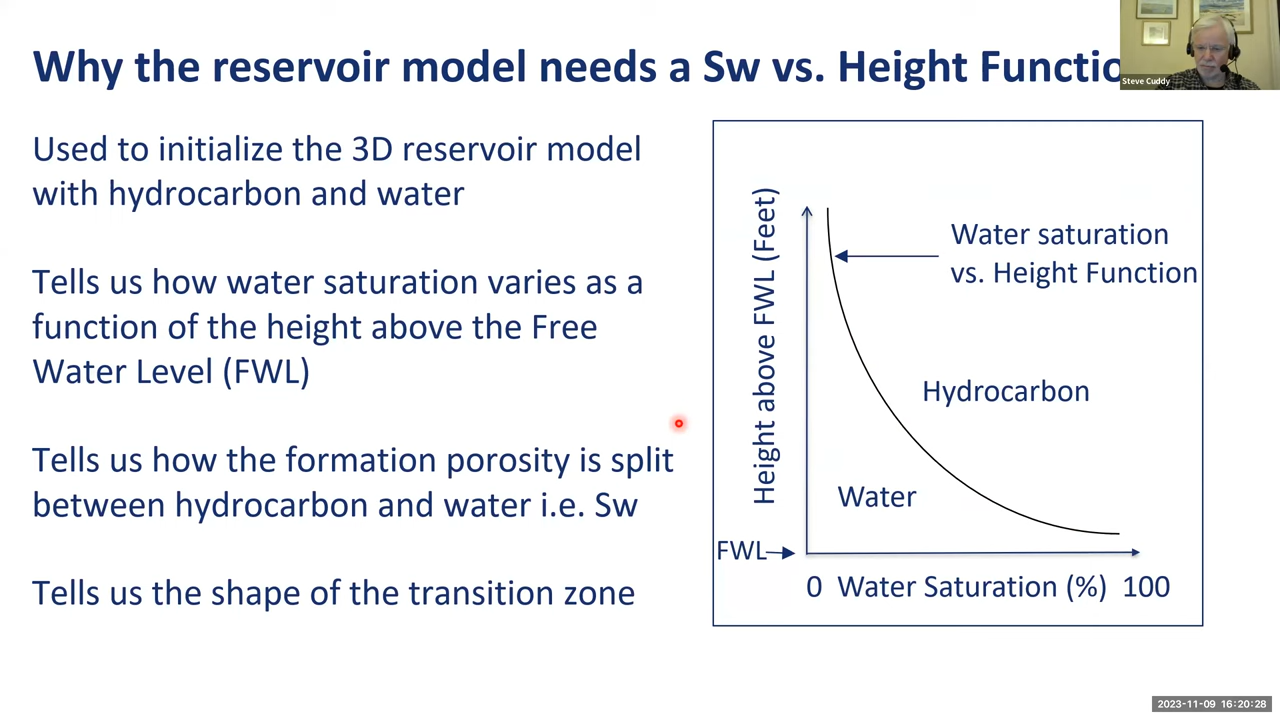 Why the reservoir model needs a Sw vs. Height Functio
Steve Cuddy
Used to initialize the 3D reservoir model
with hydrocarbon and water
Tells us how water saturation varies as a
function of the height above the Free
Water Level (FWL)
Tells us how the formation porosity is split
between hydrocarbon and water i.e. Sw
Tells us the shape of the transition zone
Height above FWL (Feet)
Water saturation
vs. Height Function
Hydrocarbon
Water
FWL
0 Water Saturation (%) 100
2023-11-09 16:20:28